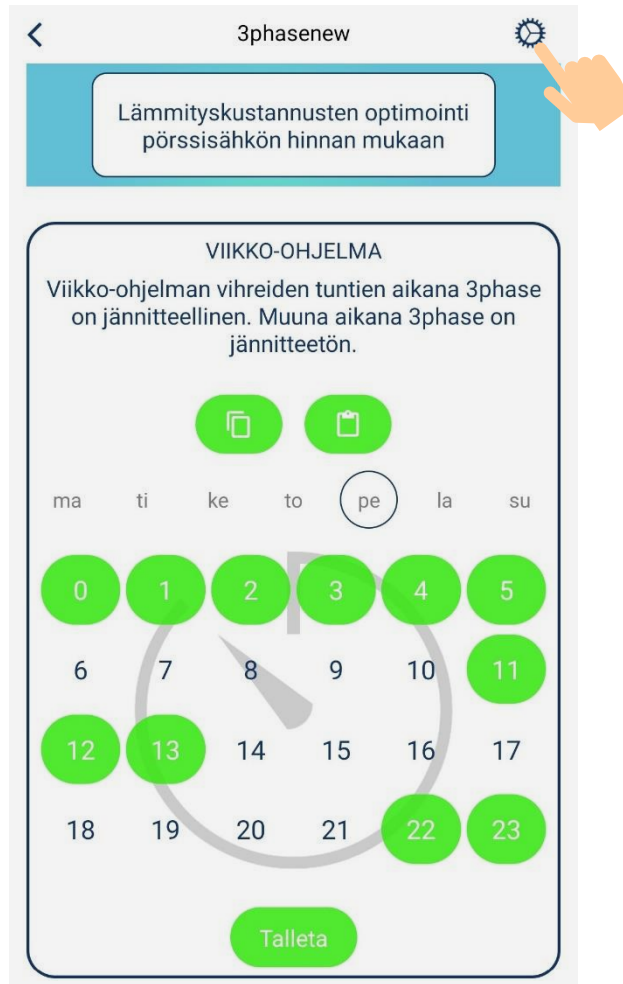 3phasenew
Lämmityskustannusten optimointi
pörssisähkön hinnan mukaan
VIIKKO-OHJELMA
Viikko-ohjelman vihreiden tuntien aikana 3phase
on jännitteellinen. Muuna aikana 3phase on
jännitteetön.
ma ti ke to pe la su
0 1 2 3 4 5
6 7 8 9 10 11
12 13 14 15 16 17
18 19 20 21 22 23
Talleta